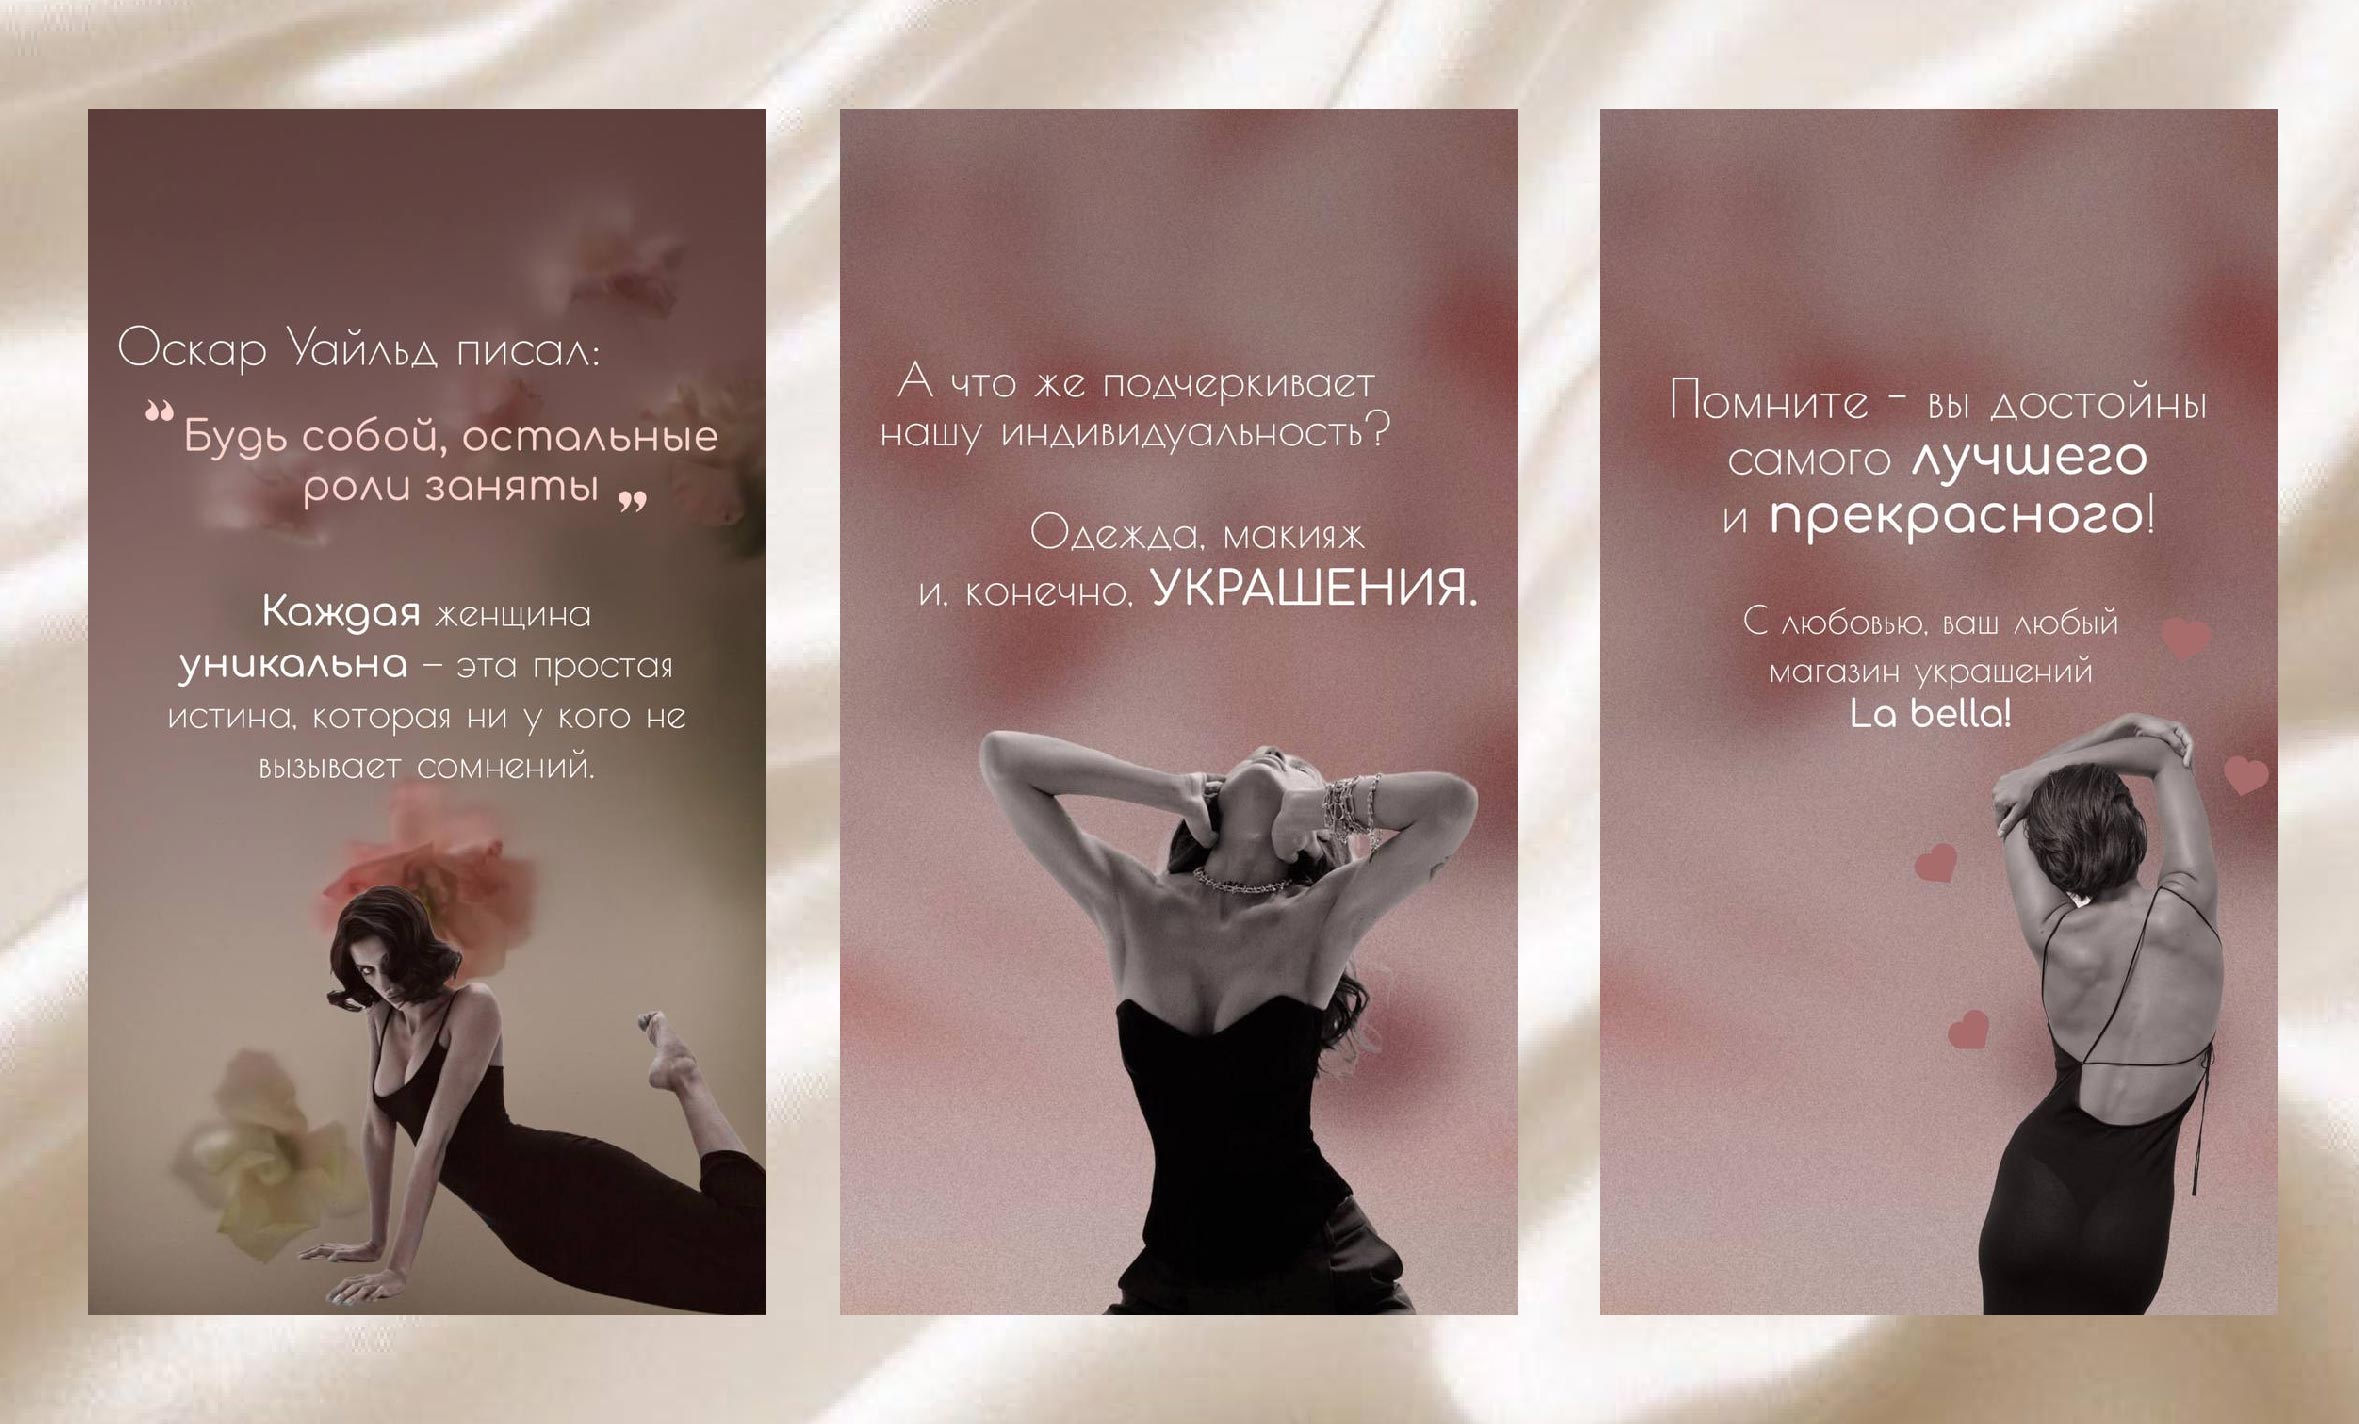 Оскар Уайльд писал:
“Будь собой, остальные
роли заняты”
Каждая женщина
уникальна – эта простая
истина, которая ни у кого не
вызывает сомнений.
А что же подчеркивает
нашу индивидуальность?
Одежда, макияж
и, конечно, УКРАШЕНИЯ.
Помните – вы достойны
самого лучшего
и прекрасного!
С любовью, ваш любый
магазин украшений
La bella!